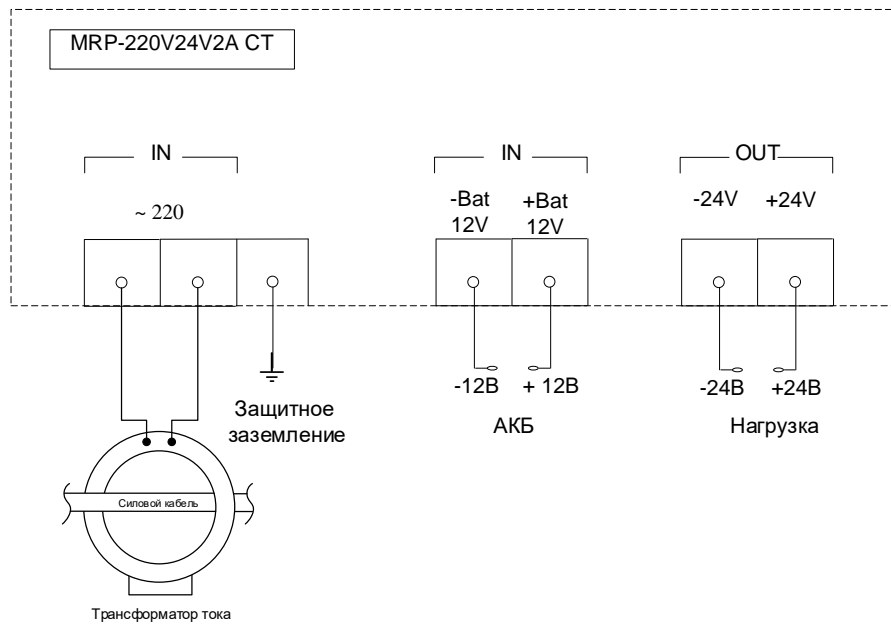 MRP-220V24V2A CT
IN
IN
OUT
~ 220
-Bat
12V
+Bat
12V
-24V
+24V
-12В
+ 12В
-24В
+24В
Защитное
заземление
АКБ
Нагрузка
Силовой кабель
Трансформатор тока